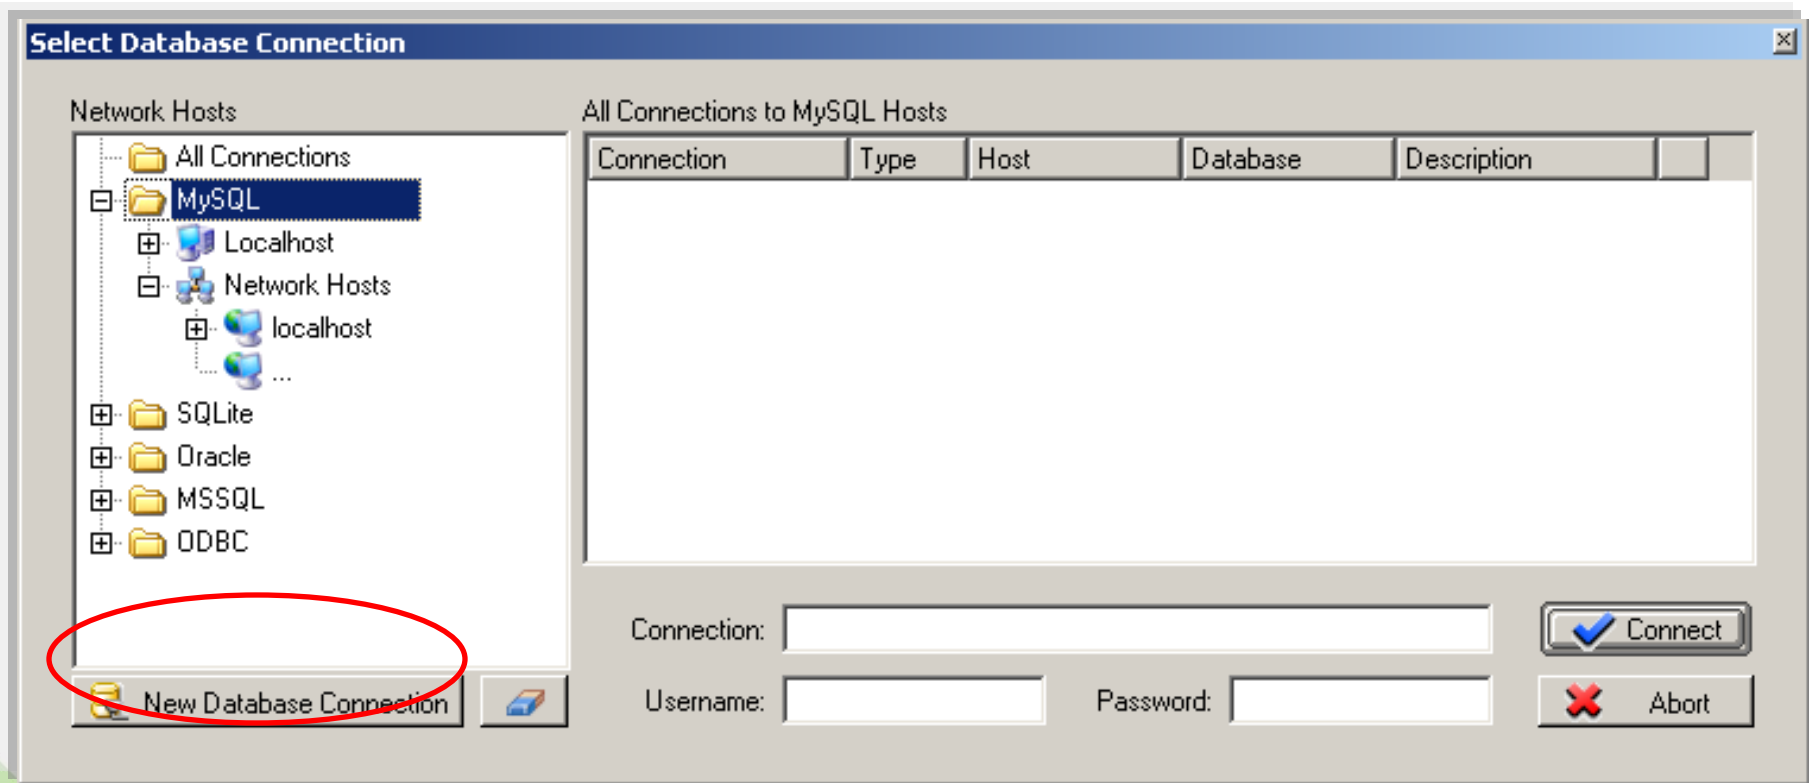 Select Database Connection
Network Hosts
All Connections
MySQL
Localhost
Network Hosts
localhost
...
SQLite
Oracle
MSSQL
ODBC
New Database Connection
All Connections to MySQL Hosts
Connection Type Host Database Description
Connection:
Connect
Username: Password:
Abort